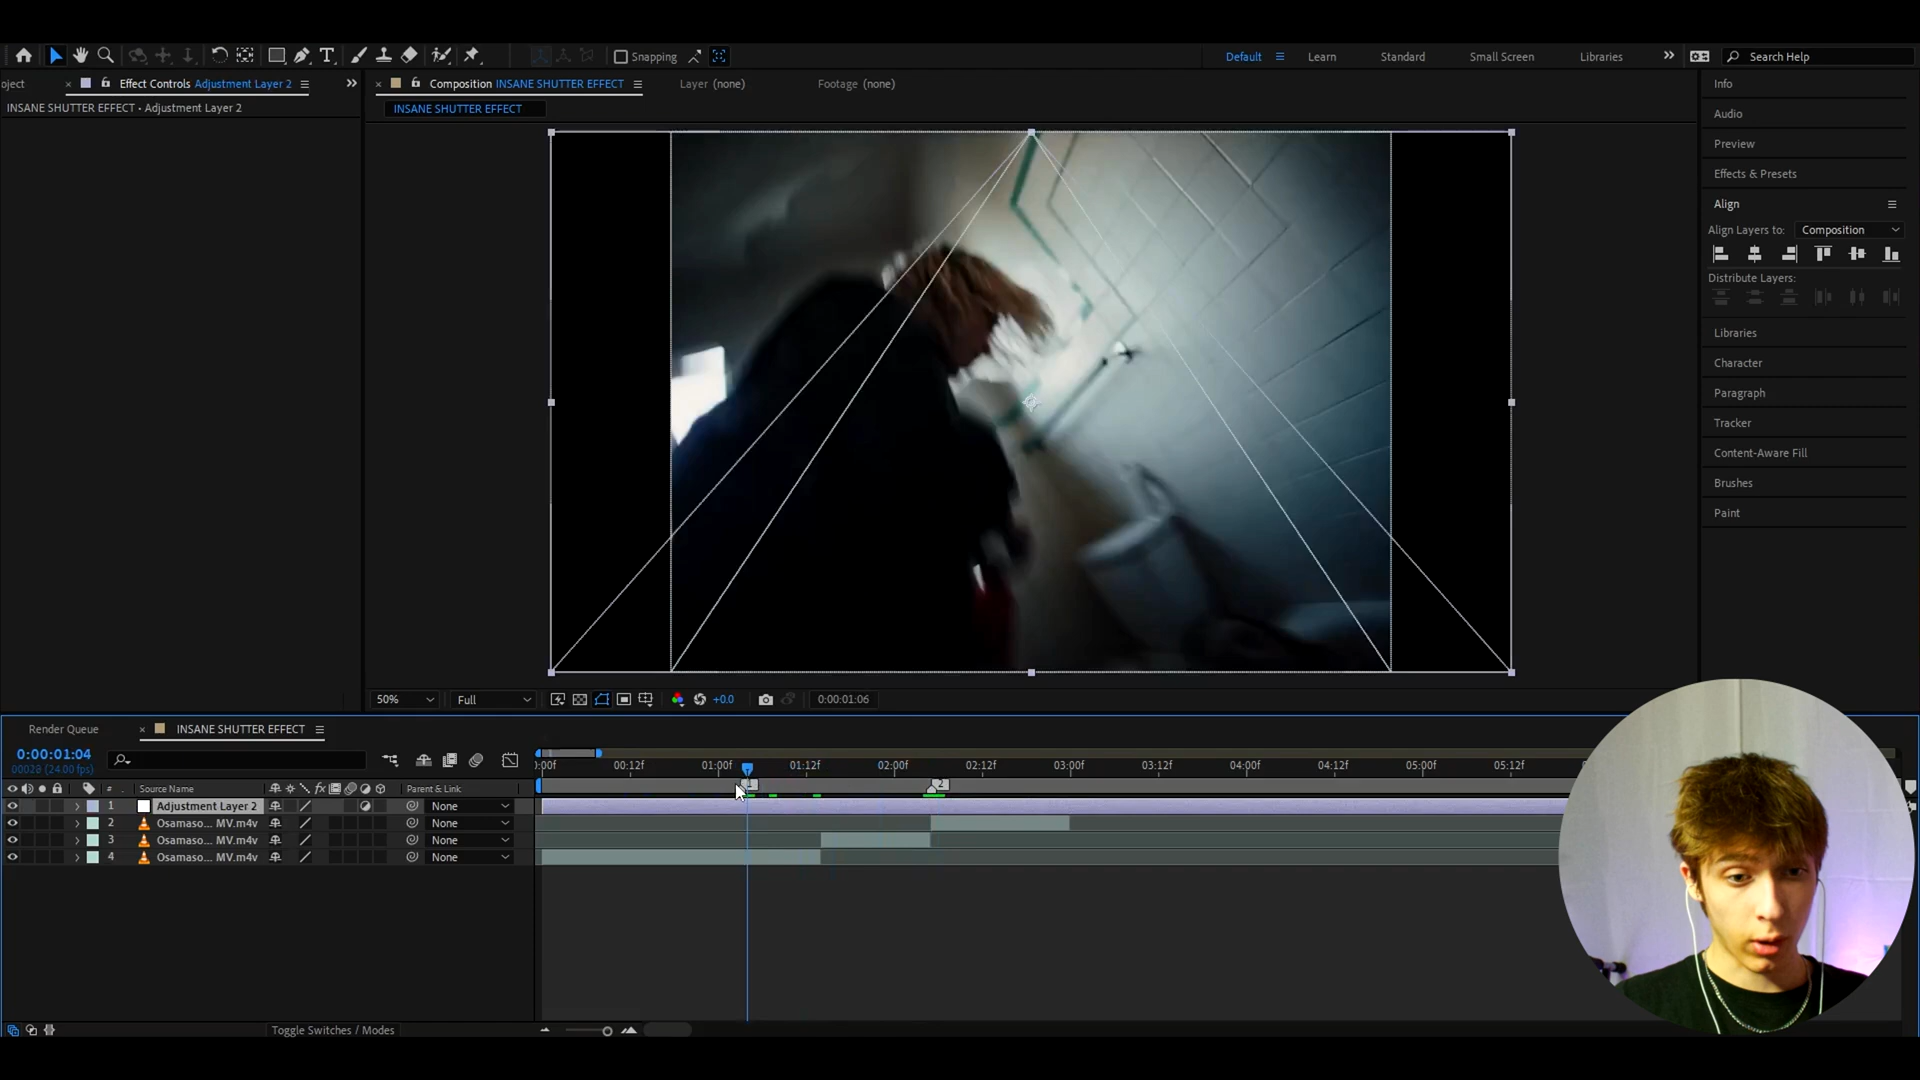 Snapping
Default
Learn
Standard
Small Screen
Libraries
Search Help
oject
Effect Controls Adjustment Layer 2
Composition INSANE SHUTTER EFFECT
Layer (none)
Footage (none)
Info
INSANE SHUTTER EFFECT • Adjustment Layer 2
INSANE SHUTTER EFFECT
Audio
Preview
Effects & Presets
Align
Align Layers to:
Composition
Distribute Layers:
Libraries
Character
Paragraph
Tracker
Content-Aware Fill
Brushes
Paint
50%
Full
+0.0
0:00:01:06
Render Queue
INSANE SHUTTER EFFECT
0:00:01:04
00028 (24.00 fps)
:00f
00:12f
01:00f
01:12f
02:00f
02:12f
03:00f
03:12f
04:00f
04:12f
05:00f
05:12f
#
Source Name
Parent & Link
1
2
1
Adjustment Layer 2
None
2
Osamaso... MV.m4v
None
3
Osamaso... MV.m4v
None
4
Osamaso... MV.m4v
None
Toggle Switches / Modes